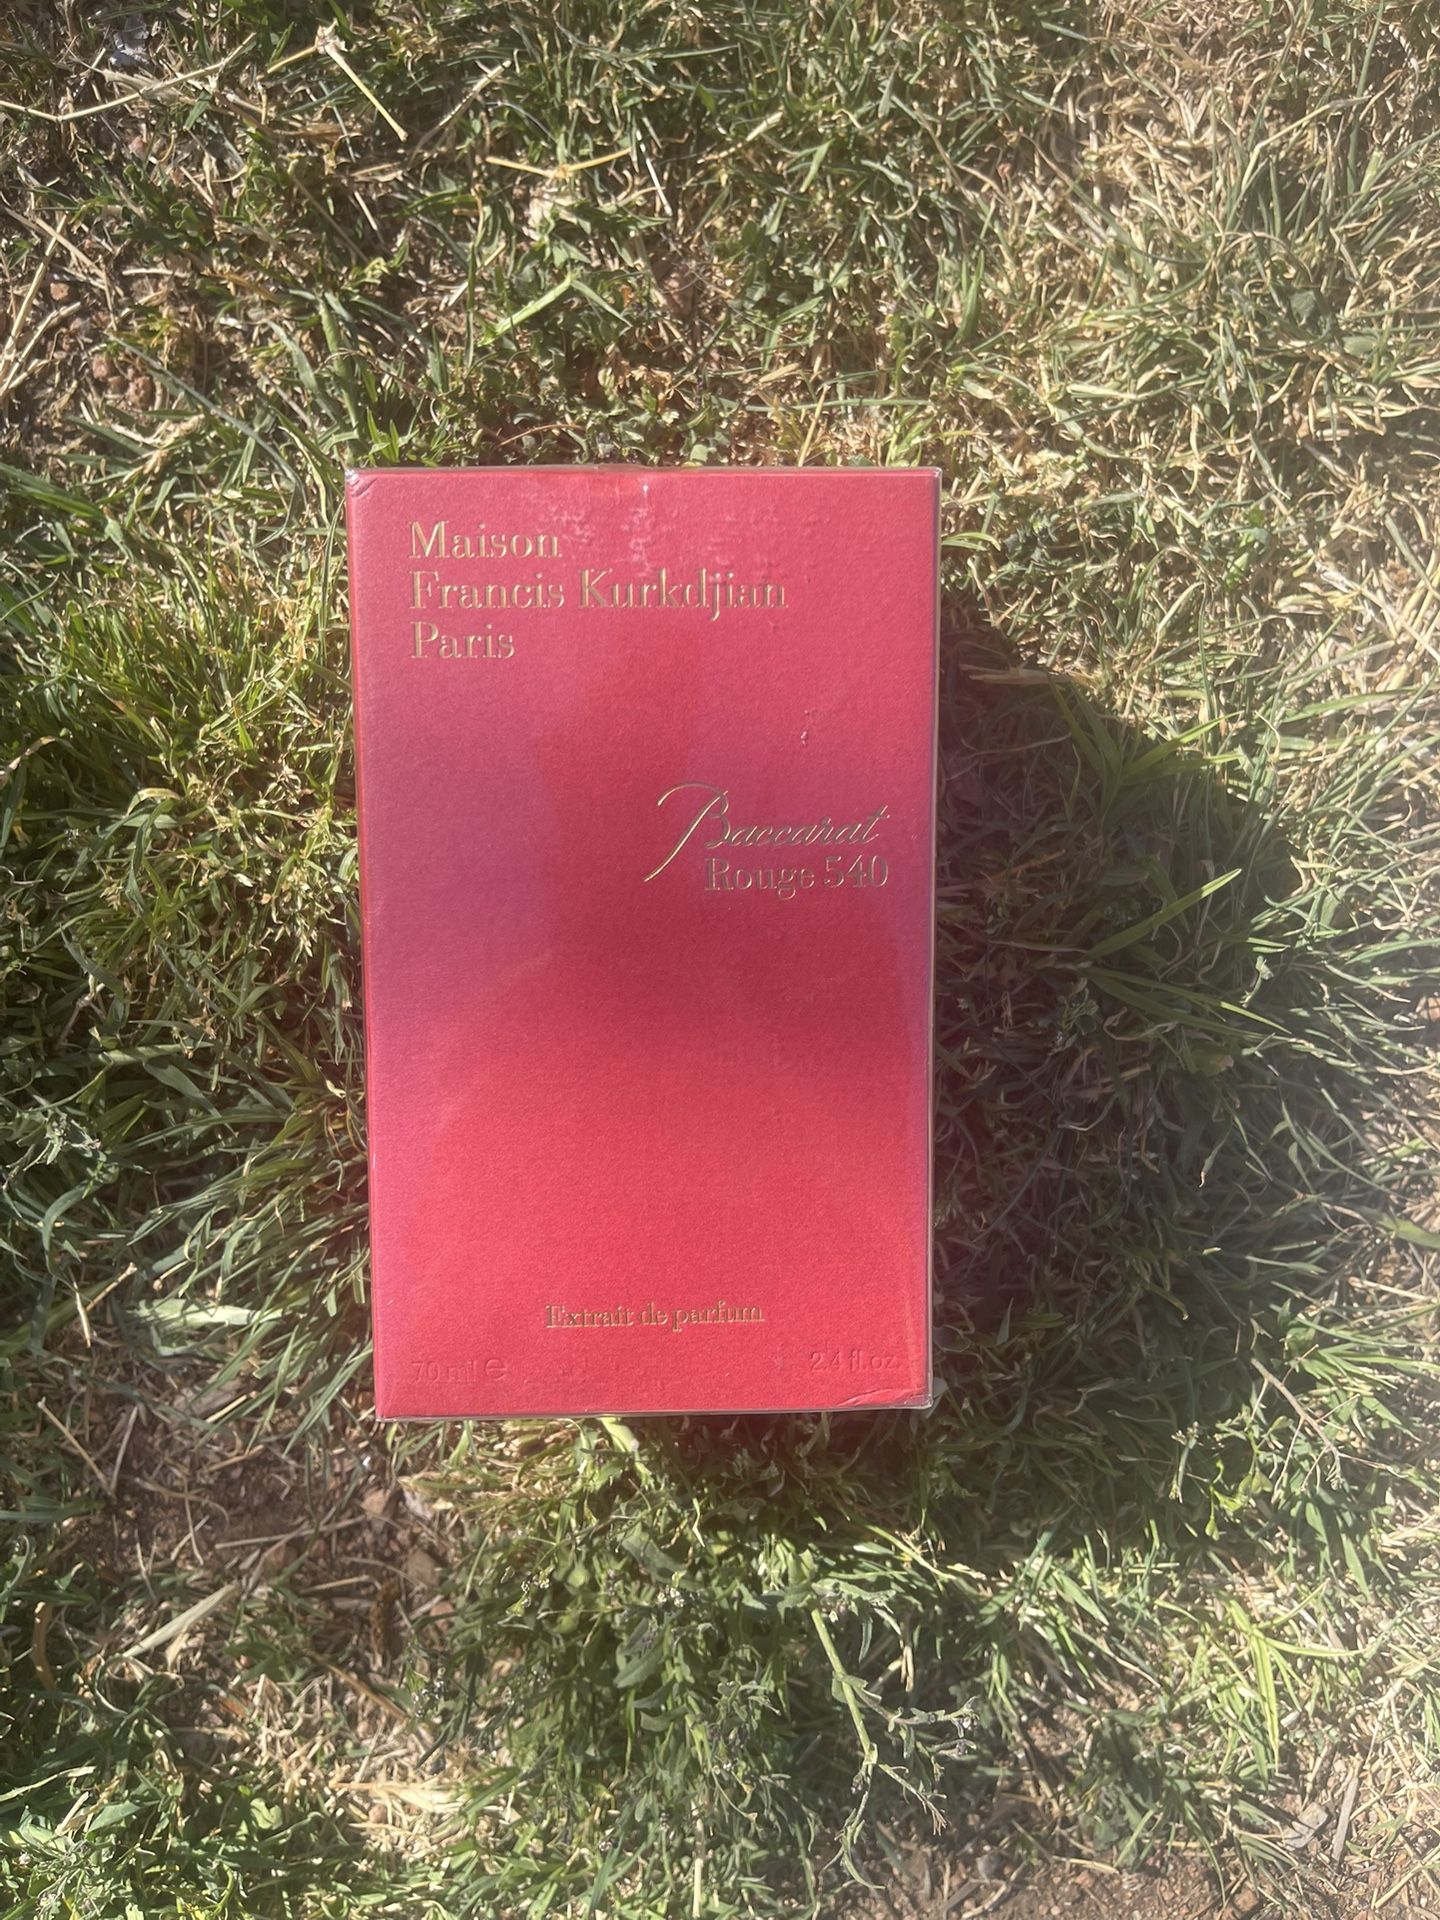 Maison
Francis Kurkdjian
Paris
Baccarat
Rouge 540
Extrait de parfum
70 ml ℮ 2.4 fl.oz.